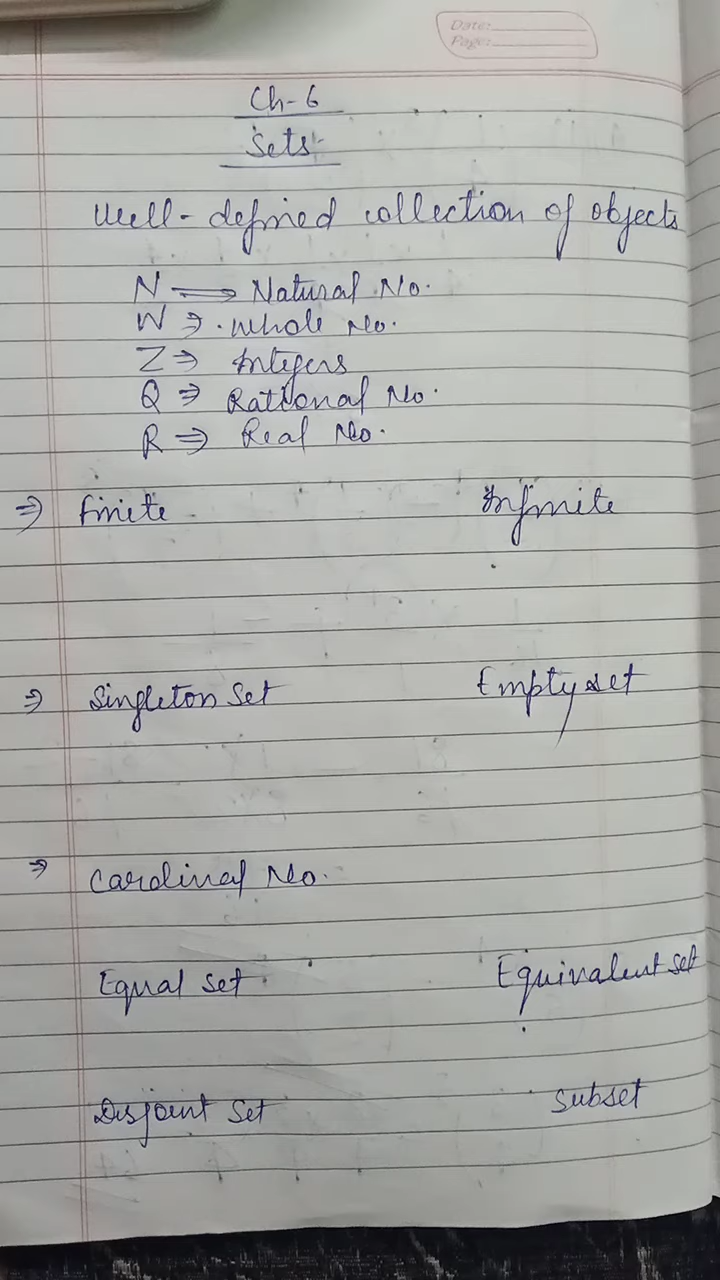 Date:
Page:
Ch-6
Sets
Well-defined collection of objects
N ⇒ Natural No.
W ⇒ Whole No.
Z ⇒ Integers
Q ⇒ Rational No.
R ⇒ Real No.
⇒ Finite Infinite
⇒ Singleton Set Empty set
⇒ Cardinal No.
Equal set Equivalent set
Disjoint Set Subset